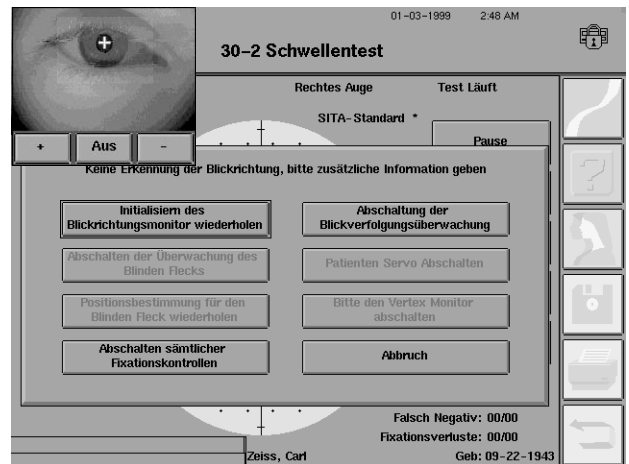 01-03-1999 2:48 AM
30-2 Schwellentest
Rechtes Auge Test Läuft
SITA-Standard *
Pause
+ Aus -
Keine Erkennung der Blickrichtung, bitte zusätzliche Information geben
Initialisiern des
Blickrichtungsmonitor wiederholen
Abschaltung der
Blickverfolgungsüberwachung
Abschalten der Überwachung des
Blinden Flecks
Patienten Servo Abschalten
Positionsbestimmung für den
Blinden Fleck wiederholen
Bitte den Vertex Monitor
abschalten
Abschalten sämtlicher
Fixationskontrollen
Abbruch
Falsch Negativ: 00/00
Fixationsverluste: 00/00
Zeiss, Carl Geb: 09-22-1943